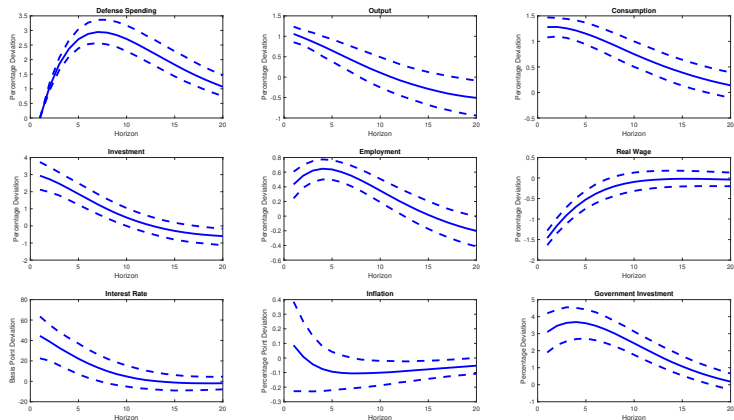 Defense Spending
Percentage Deviation
3.5
3
2.5
2
1.5
1
0.5
0
0 5 10 15 20
Horizon
Output
Percentage Deviation
1.5
1
0.5
0
-0.5
-1
0 5 10 15 20
Horizon
Consumption
Percentage Deviation
1.5
1
0.5
0
-0.5
0 5 10 15 20
Horizon
Investment
Percentage Deviation
4
3
2
1
0
-1
-2
0 5 10 15 20
Horizon
Employment
Percentage Deviation
0.8
0.6
0.4
0.2
0
-0.2
-0.4
-0.6
0 5 10 15 20
Horizon
Real Wage
Percentage Deviation
0.5
0
-0.5
-1
-1.5
-2
0 5 10 15 20
Horizon
Interest Rate
Basis Point Deviation
80
60
40
20
0
-20
0 5 10 15 20
Horizon
Inflation
Percentage Point Deviation
0.4
0.3
0.2
0.1
0
-0.1
-0.2
-0.3
0 5 10 15 20
Horizon
Government Investment
Percentage Deviation
5
4
3
2
1
0
-1
0 5 10 15 20
Horizon